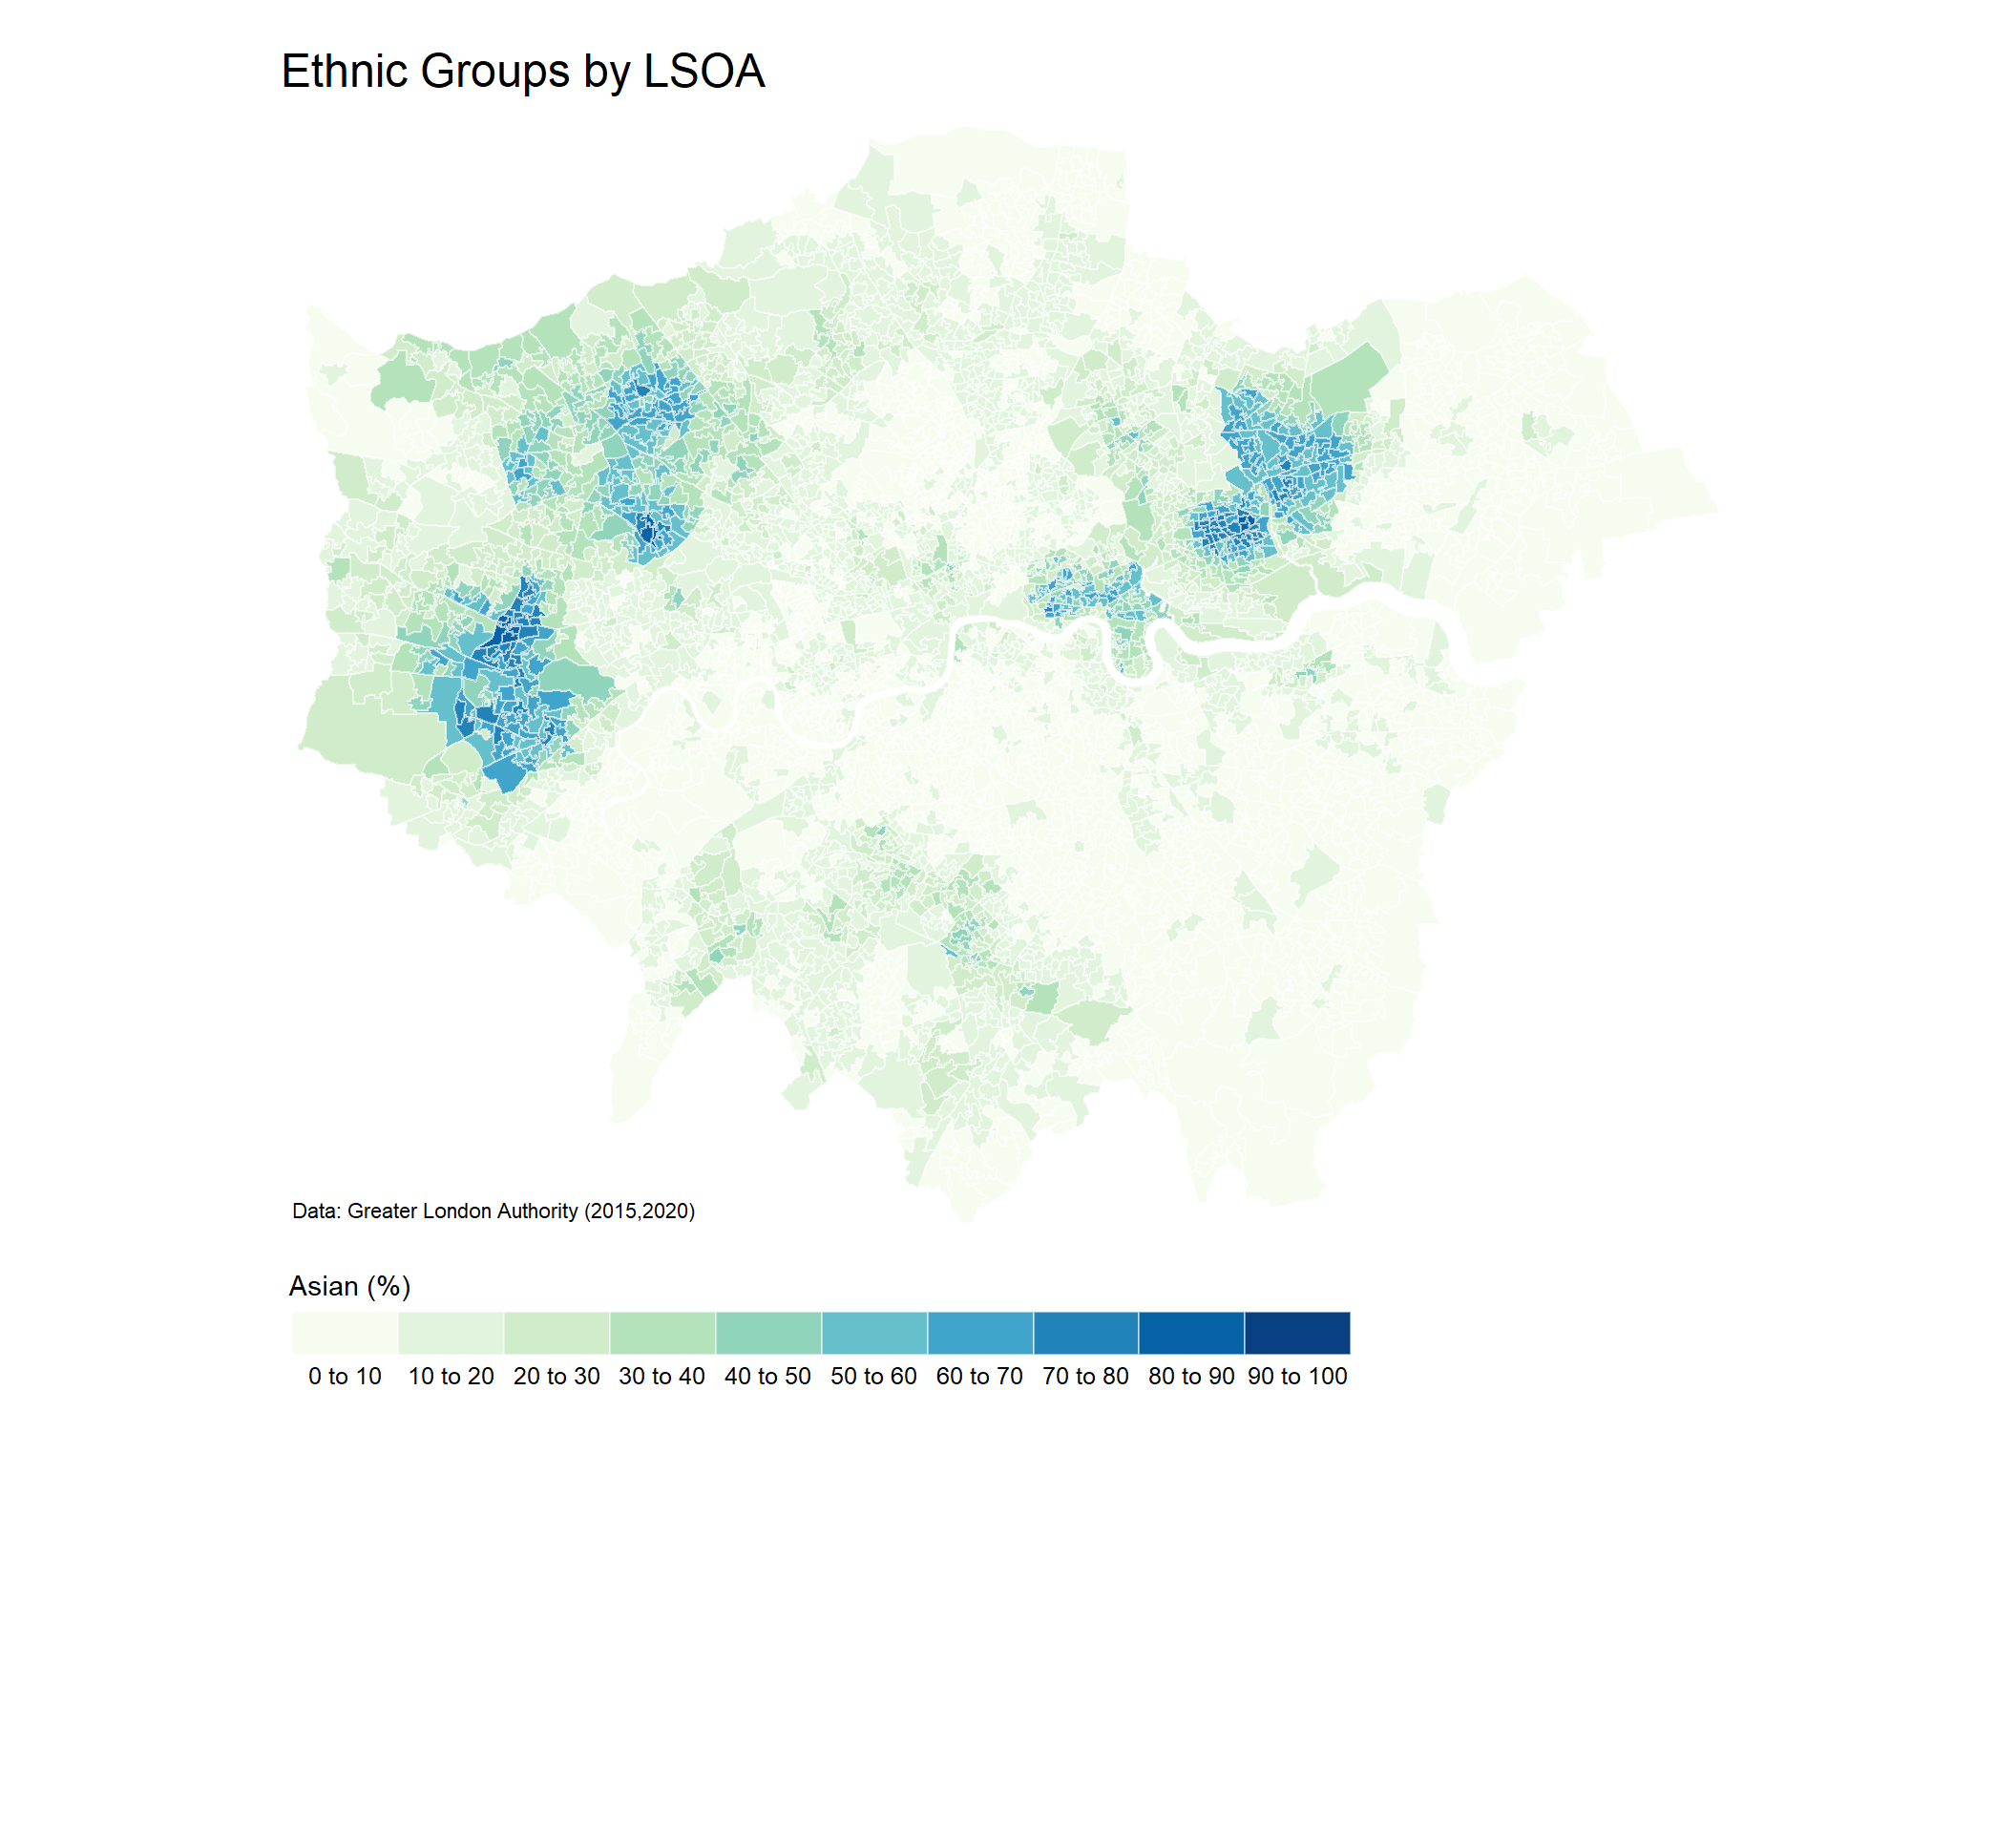 Ethnic Groups by LSOA
Data: Greater London Authority (2015,2020)
Asian (%)
0 to 10 10 to 20 20 to 30 30 to 40 40 to 50 50 to 60 60 to 70 70 to 80 80 to 90 90 to 100